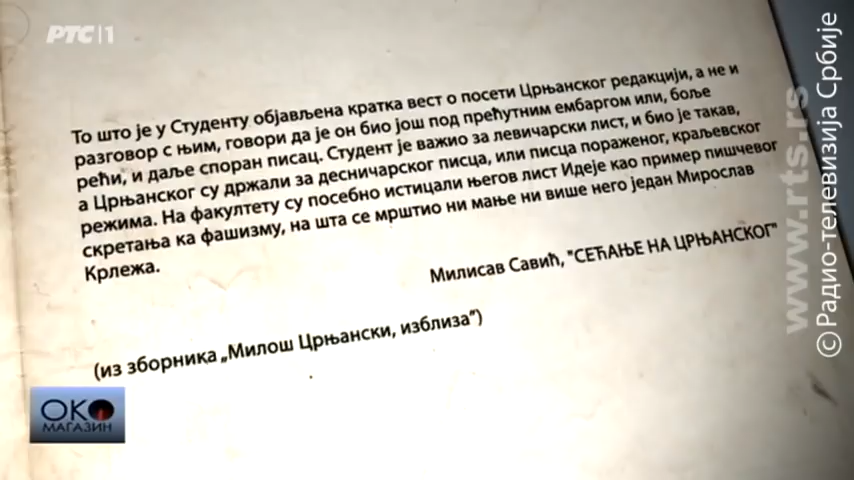 РТС|1
То што је у Студенту објављена кратка вест о посети Црњанског редакцији, а не и
разговор с њим, говори да је он био још под прећутним ембаргом или, боље
рећи, и даље споран писац. Студент је важио за левичарски лист, и био је такав,
а Црњанског су држали за десничарског писца, или писца пораженог, краљевског
режима. На факултету су посебно истицали његов лист Идеје као пример пишчевог
скретања ка фашизму, на шта се мрштио ни мање ни више него један Мирослав
Крлежа.
Милисав Савић, "СЕЋАЊЕ НА ЦРЊАНСКОГ"
(из зборника „Милош Црњански, изблиза")
ОКО
МАГАЗИН
www.rts.rs
© Радио-телевизија Србије